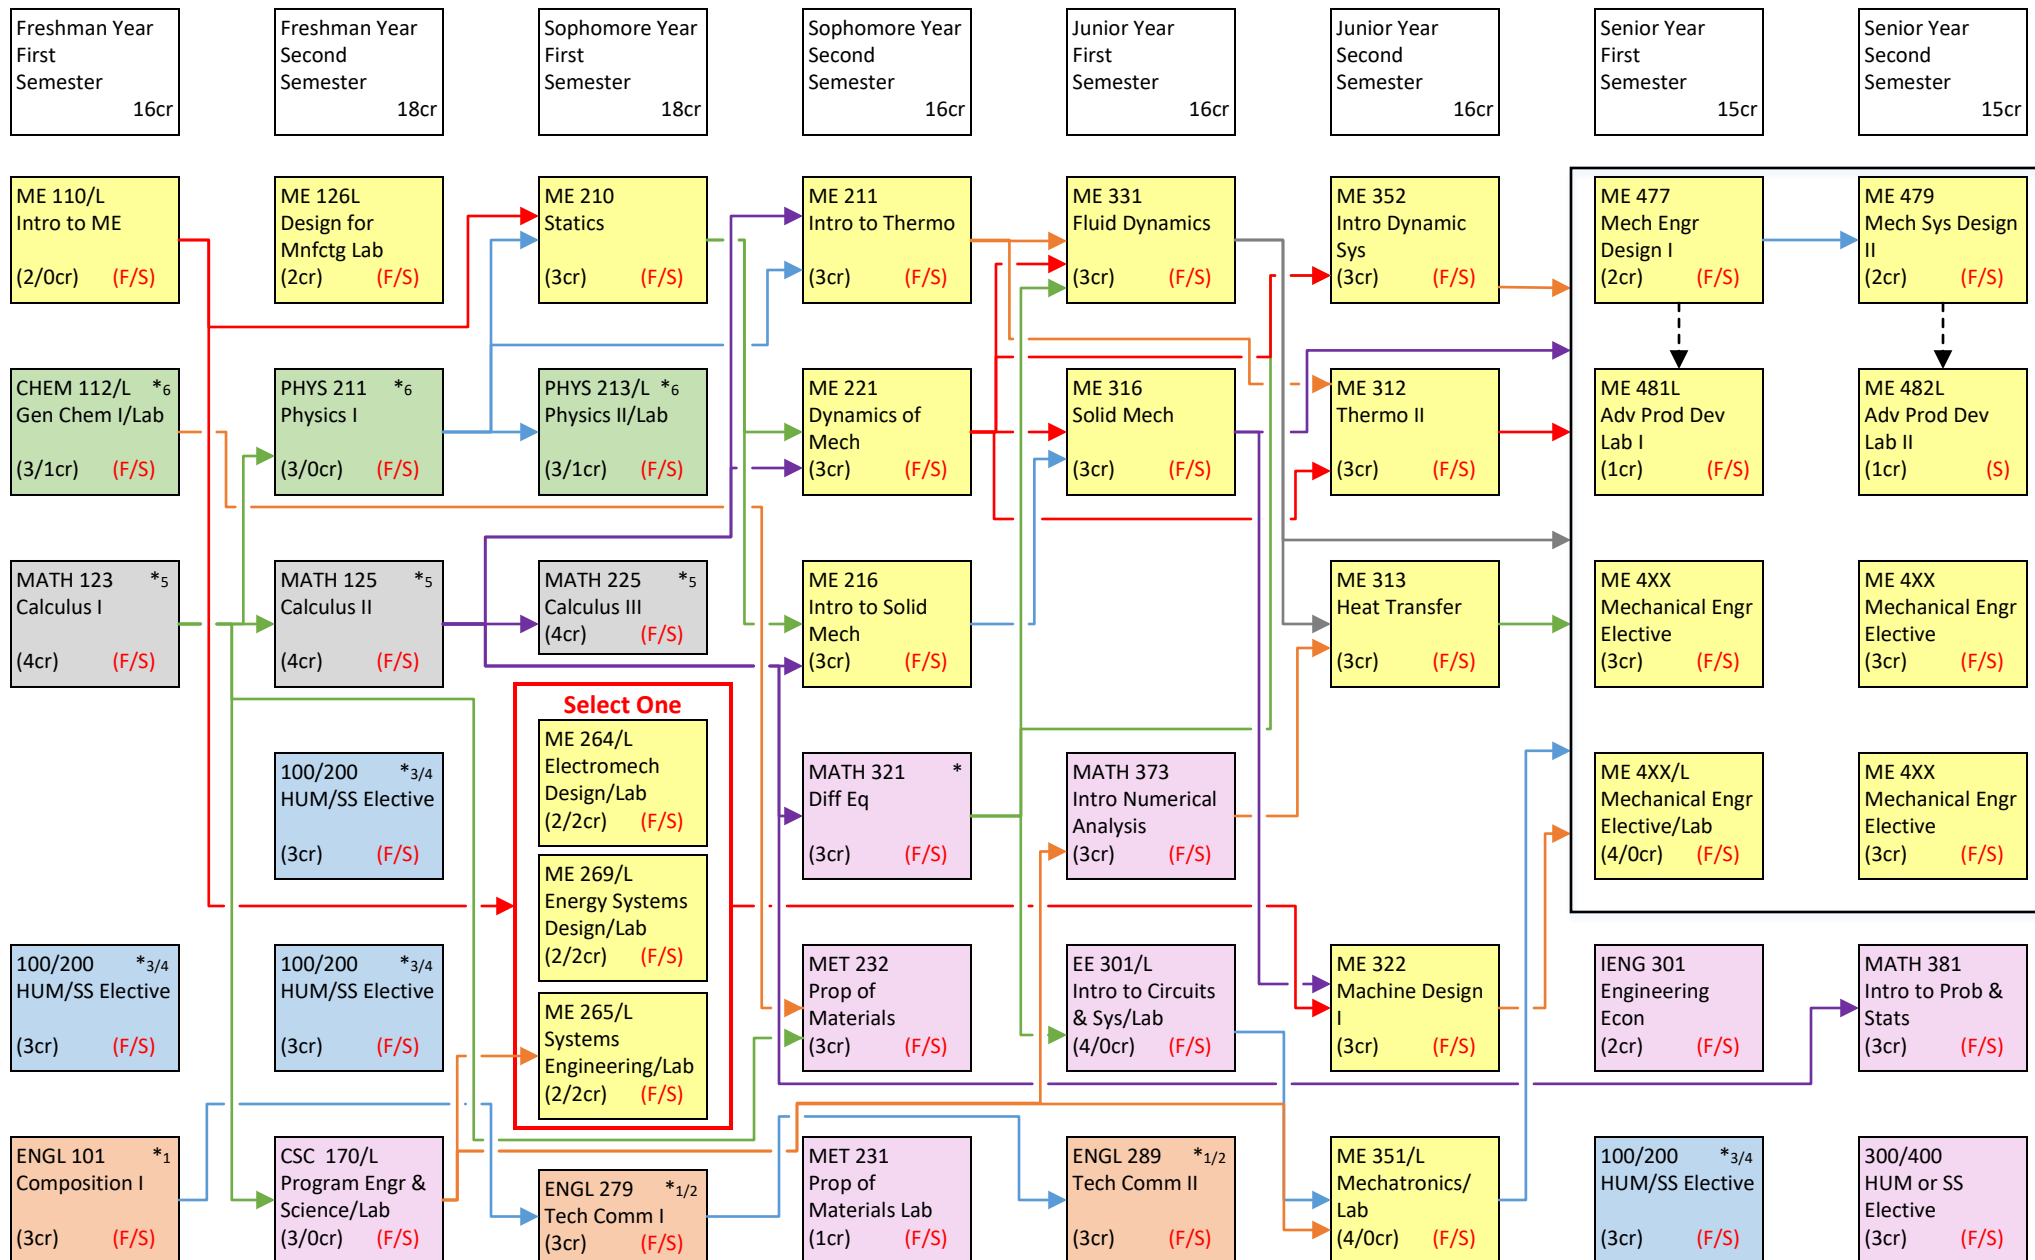 Freshman Year
First
Semester
16cr
Freshman Year
Second
Semester
18cr
Sophomore Year
First
Semester
18cr
Sophomore Year
Second
Semester
16cr
Junior Year
First
Semester
16cr
Junior Year
Second
Semester
16cr
Senior Year
First
Semester
15cr
Senior Year
Second
Semester
15cr
ME 110/L
Intro to ME
(2/0cr) (F/S)
ME 126L
Design for
Mnfctg Lab
(2cr) (F/S)
ME 210
Statics
(3cr) (F/S)
ME 211
Intro to Thermo
(3cr) (F/S)
ME 331
Fluid Dynamics
(3cr) (F/S)
ME 352
Intro Dynamic
Sys
(3cr) (F/S)
ME 477
Mech Engr
Design I
(2cr) (F/S)
ME 479
Mech Sys Design
II
(2cr) (F/S)
CHEM 112/L *6
Gen Chem I/Lab
(3/1cr) (F/S)
PHYS 211 *6
Physics I
(3/0cr) (F/S)
PHYS 213/L *6
Physics II/Lab
(3/1cr) (F/S)
ME 221
Dynamics of
Mech
(3cr) (F/S)
ME 316
Solid Mech
(3cr) (F/S)
ME 312
Thermo II
(3cr) (F/S)
ME 481L
Adv Prod Dev
Lab I
(1cr) (F/S)
ME 482L
Adv Prod Dev
Lab II
(1cr) (S)
MATH 123 *5
Calculus I
(4cr) (F/S)
MATH 125 *5
Calculus II
(4cr) (F/S)
MATH 225 *5
Calculus III
(4cr) (F/S)
ME 216
Intro to Solid
Mech
(3cr) (F/S)
ME 313
Heat Transfer
(3cr) (F/S)
ME 4XX
Mechanical Engr
Elective
(3cr) (F/S)
ME 4XX
Mechanical Engr
Elective
(3cr) (F/S)
Select One
ME 264/L
Electromech
Design/Lab
(2/2cr) (F/S)
ME 269/L
Energy Systems
Design/Lab
(2/2cr) (F/S)
ME 265/L
Systems
Engineering/Lab
(2/2cr) (F/S)
100/200 *3/4
HUM/SS Elective
(3cr) (F/S)
MATH 321 *
Diff Eq
(3cr) (F/S)
MATH 373
Intro Numerical
Analysis
(3cr) (F/S)
ME 4XX/L
Mechanical Engr
Elective/Lab
(4/0cr) (F/S)
ME 4XX
Mechanical Engr
Elective
(3cr) (F/S)
100/200 *3/4
HUM/SS Elective
(3cr) (F/S)
100/200 *3/4
HUM/SS Elective
(3cr) (F/S)
MET 232
Prop of
Materials
(3cr) (F/S)
EE 301/L
Intro to Circuits
& Sys/Lab
(4/0cr) (F/S)
ME 322
Machine Design
I
(3cr) (F/S)
IENG 301
Engineering
Econ
(2cr) (F/S)
MATH 381
Intro to Prob &
Stats
(3cr) (F/S)
ENGL 101 *1
Composition I
(3cr) (F/S)
CSC 170/L
Program Engr &
Science/Lab
(3/0cr) (F/S)
ENGL 279 *1/2
Tech Comm I
(3cr) (F/S)
MET 231
Prop of
Materials Lab
(1cr) (F/S)
ENGL 289 *1/2
Tech Comm II
(3cr) (F/S)
ME 351/L
Mechatronics/
Lab
(4/0cr) (F/S)
100/200 *3/4
HUM/SS Elective
(3cr) (F/S)
300/400
HUM or SS
Elective
(3cr) (F/S)